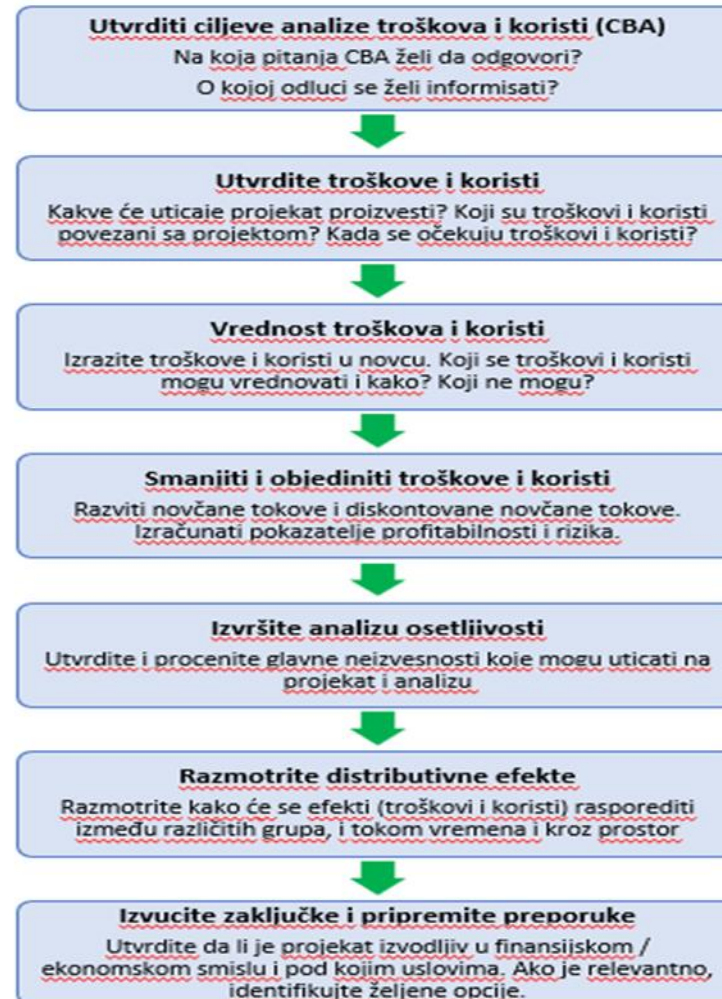 Utvrditi ciljeve analize troškova i koristi (CBA)
Na koja pitanja CBA želi da odgovori?
O kojoj odluci se želi informisati?
Utvrdite troškove i koristi
Kakve će uticaje projekat proizvesti? Koji su troškovi i koristi
povezani sa projektom? Kada se očekuju troškovi i koristi?
Vrednost troškova i koristi
Izrazite troškove i koristi u novcu. Koji se troškovi i koristi
mogu vrednovati i kako? Koji ne mogu?
Smanjiti i objediniti troškove i koristi
Razviti novčane tokove i diskontovane novčane tokove.
Izračunati pokazatelje profitabilnosti i rizika.
Izvršite analizu osetljivosti
Utvrdite i procenite glavne neizvesnosti koje mogu uticati na
projekat i analizu
Razmotrite distributivne efekte
Razmotrite kako će se efekti (troškovi i koristi) rasporediti
između različitih grupa, i tokom vremena i kroz prostor
Izvucite zaključke i pripremite preporuke
Utvrdite da li je projekat izvodljiv u finansijskom /
ekonomskom smislu i pod kojim uslovima. Ako je relevantno,
identifikujte željene opcije.